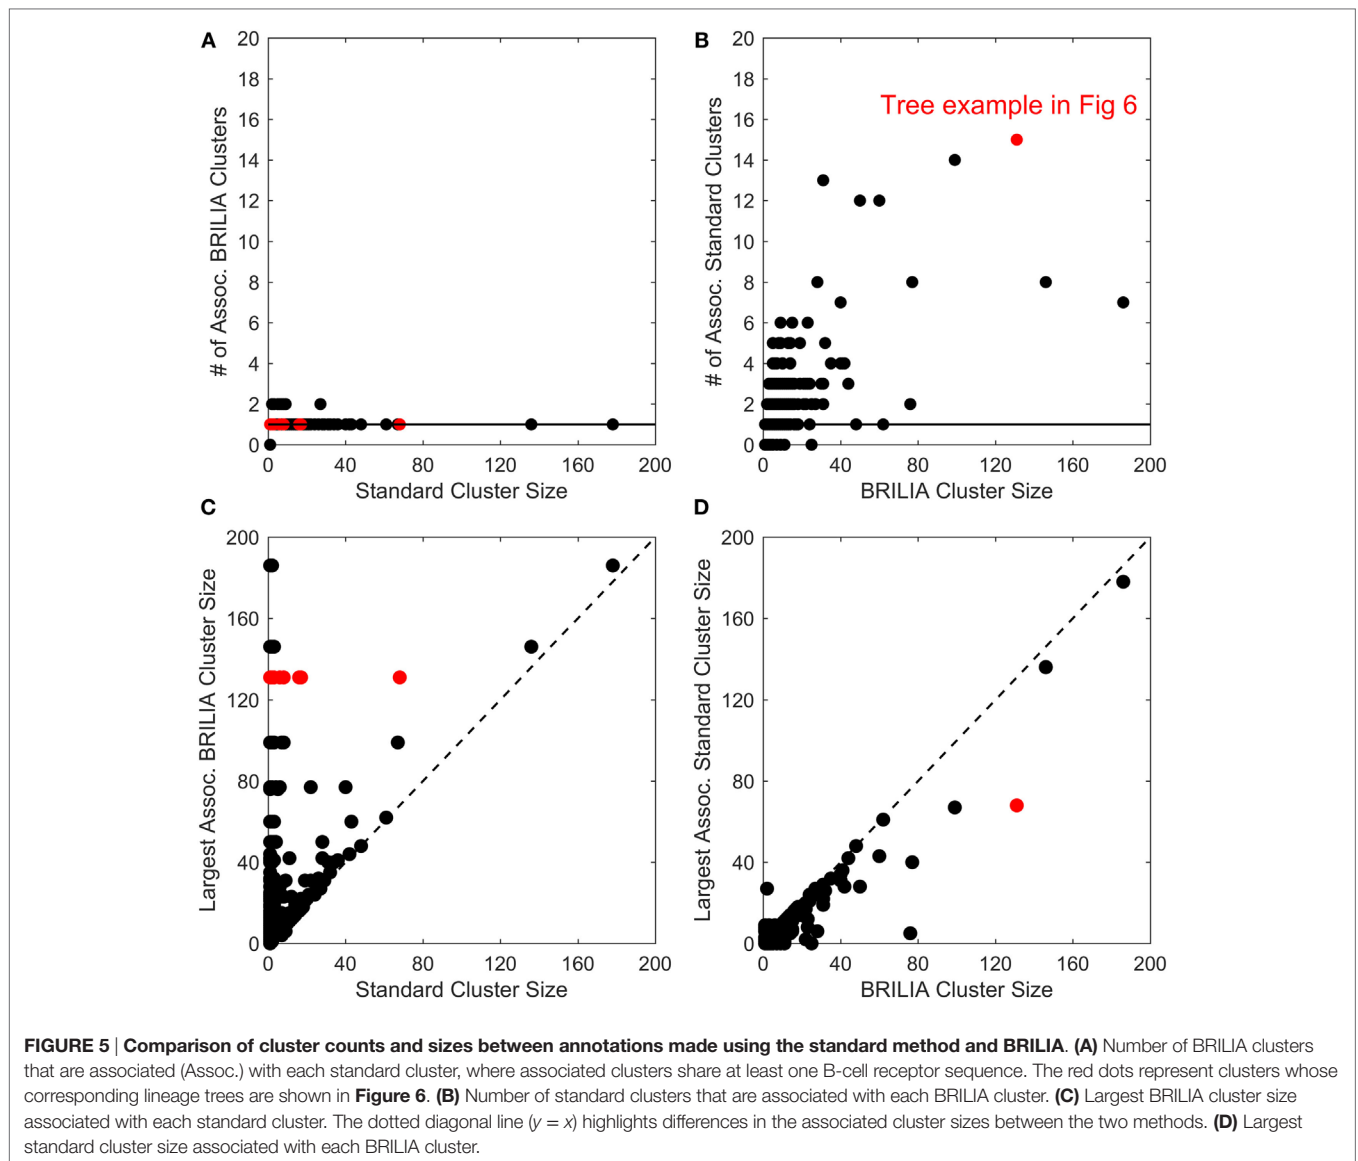 A
20
18
16
14
12
10
8
6
4
2
0
# of Assoc. BRILIA Clusters
0 40 80 120 160 200
Standard Cluster Size
B
20
18
16
14
12
10
8
6
4
2
0
# of Assoc. Standard Clusters
Tree example in Fig 6
0 40 80 120 160 200
BRILIA Cluster Size
C
200
160
120
80
40
0
Largest Assoc. BRILIA Cluster Size
0 40 80 120 160 200
Standard Cluster Size
D
200
160
120
80
40
0
Largest Assoc. Standard Cluster Size
0 40 80 120 160 200
BRILIA Cluster Size
FIGURE 5 | Comparison of cluster counts and sizes between annotations made using the standard method and BRILIA. (A) Number of BRILIA clusters
that are associated (Assoc.) with each standard cluster, where associated clusters share at least one B-cell receptor sequence. The red dots represent clusters whose
corresponding lineage trees are shown in Figure 6. (B) Number of standard clusters that are associated with each BRILIA cluster. (C) Largest BRILIA cluster size
associated with each standard cluster. The dotted diagonal line (y = x) highlights differences in the associated cluster sizes between the two methods. (D) Largest
standard cluster size associated with each BRILIA cluster.